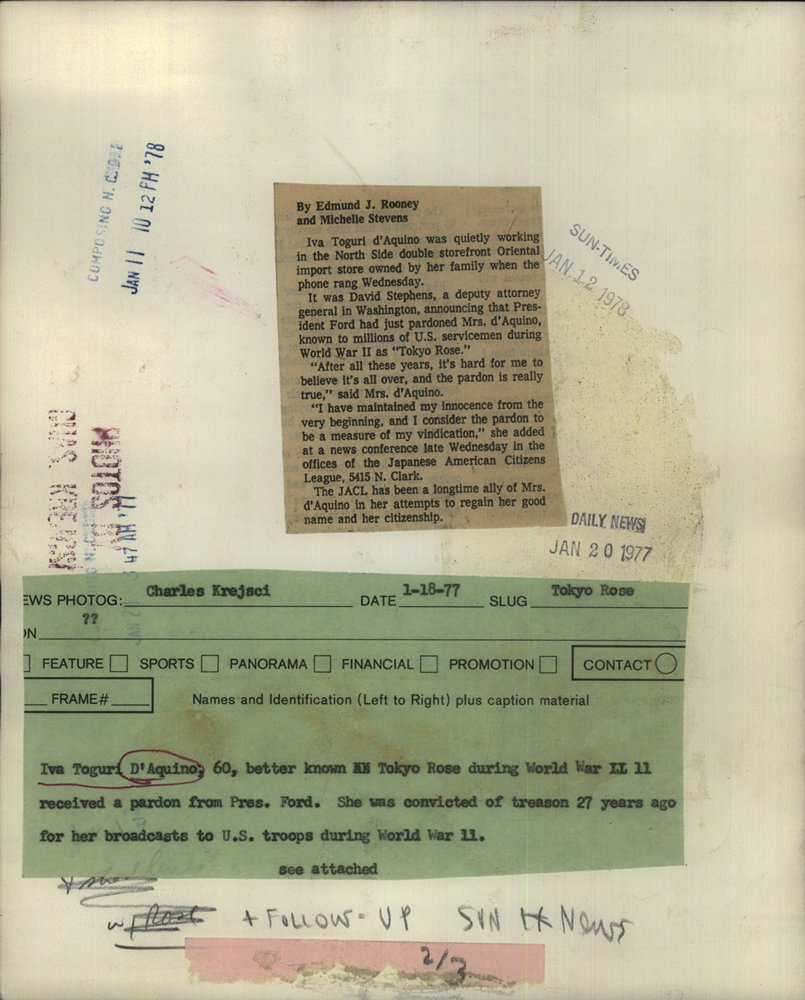 COMPOSING
JAN 11 10 12 PM '78
By Edmund J. Rooney
and Michelle Stevens
Iva Toguri d'Aquino was quietly working
in the North Side double storefront Oriental
import store owned by her family when the
phone rang Wednesday.
It was David Stephens, a deputy attorney
general in Washington, announcing that Pres-
ident Ford had just pardoned Mrs. d'Aquino,
known to millions of U.S. servicemen during
World War II as "Tokyo Rose."
"After all these years, it's hard for me to
believe it's all over, and the pardon is really
true," said Mrs. d'Aquino.
"I have maintained my innocence from the
very beginning, and I consider the pardon to
be a measure of my vindication," she added
at a news conference late Wednesday in the
offices of the Japanese American Citizens
League, 5415 N. Clark.
The JACL has been a longtime ally of Mrs.
d'Aquino in her attempts to regain her good
name and her citizenship.
SUN-TIMES
JAN 12 1978
CHAS. KREJCSI
47 AM '77
DAILY NEWS
JAN 20 1977
EWS PHOTOG: Charles Krejsci DATE 1-18-77 SLUG Tokyo Rose
??
ON
FEATURE SPORTS PANORAMA FINANCIAL PROMOTION CONTACT
FRAME# Names and Identification (Left to Right) plus caption material
Iva Toguri D'Aquino, 60, better known Tokyo Rose during World War 11
received a pardon from Pres. Ford. She was convicted of treason 27 years ago
for her broadcasts to U.S. troops during World War 11.
see attached
+ FOLLOW-UP SUN News
2/3